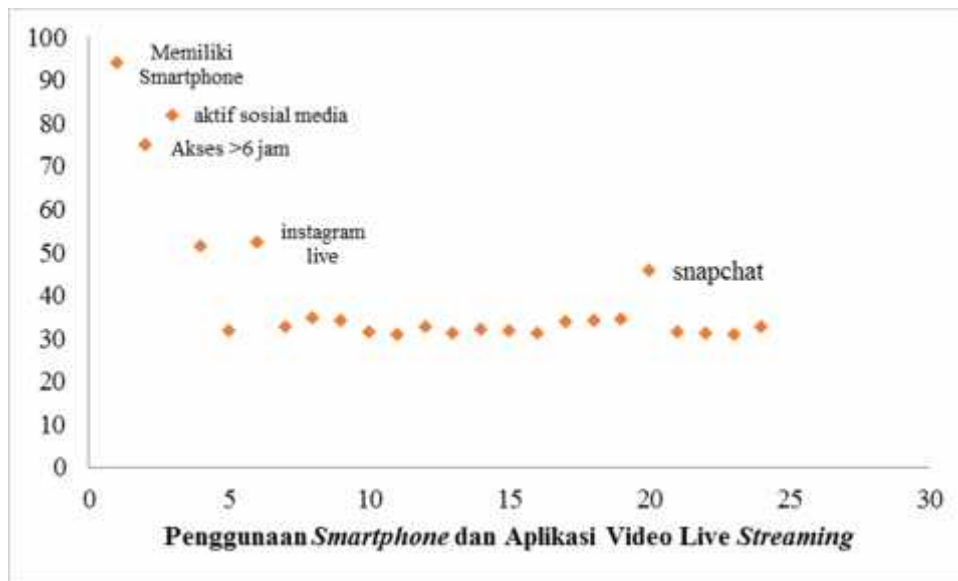 100
90
80
70
60
50
40
30
20
10
0
Memiliki
Smartphone
aktif sosial media
Akses >6 jam
instagram
live
snapchat
0 5 10 15 20 25 30
Penggunaan Smartphone dan Aplikasi Video Live Streaming